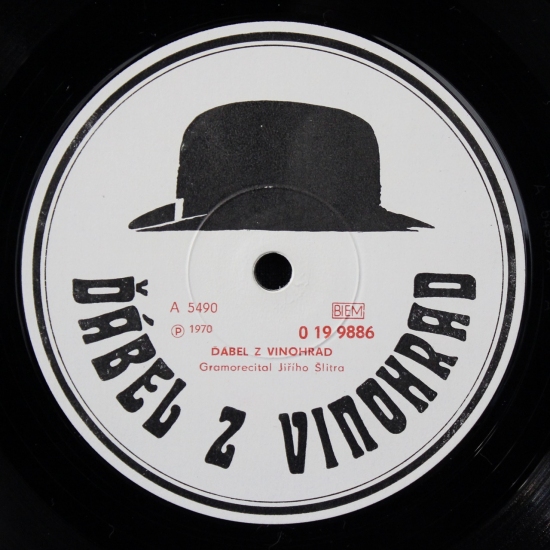 A 5490
BIEM
Ⓟ 1970
0 19 9886
ĎÁBEL Z VINOHRAD
Gramorecital Jiřího Šlitra
ĎÁBEL Z VINOHRAD